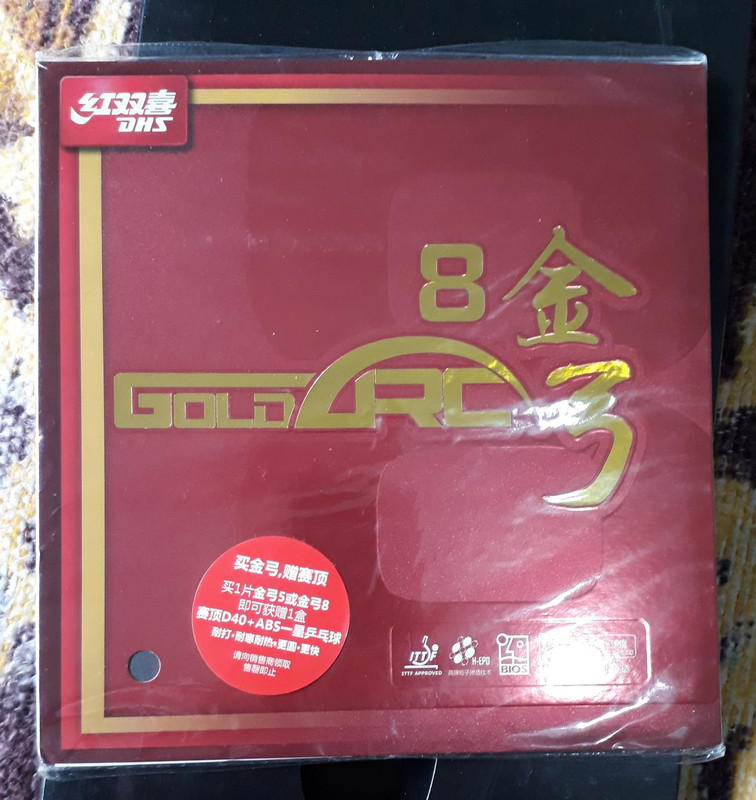 红双喜
DHS
8 金弓
GOLD ARC
买金弓,赠赛顶
买1片金弓5或金弓8
即可获赠1盒
赛顶D40+ABS一星乒乓球
耐打·耐寒耐热·更圆·更快
请向销售商领取
售罄即止
ITTF
ITTF APPROVED
H-EPD
BIOS